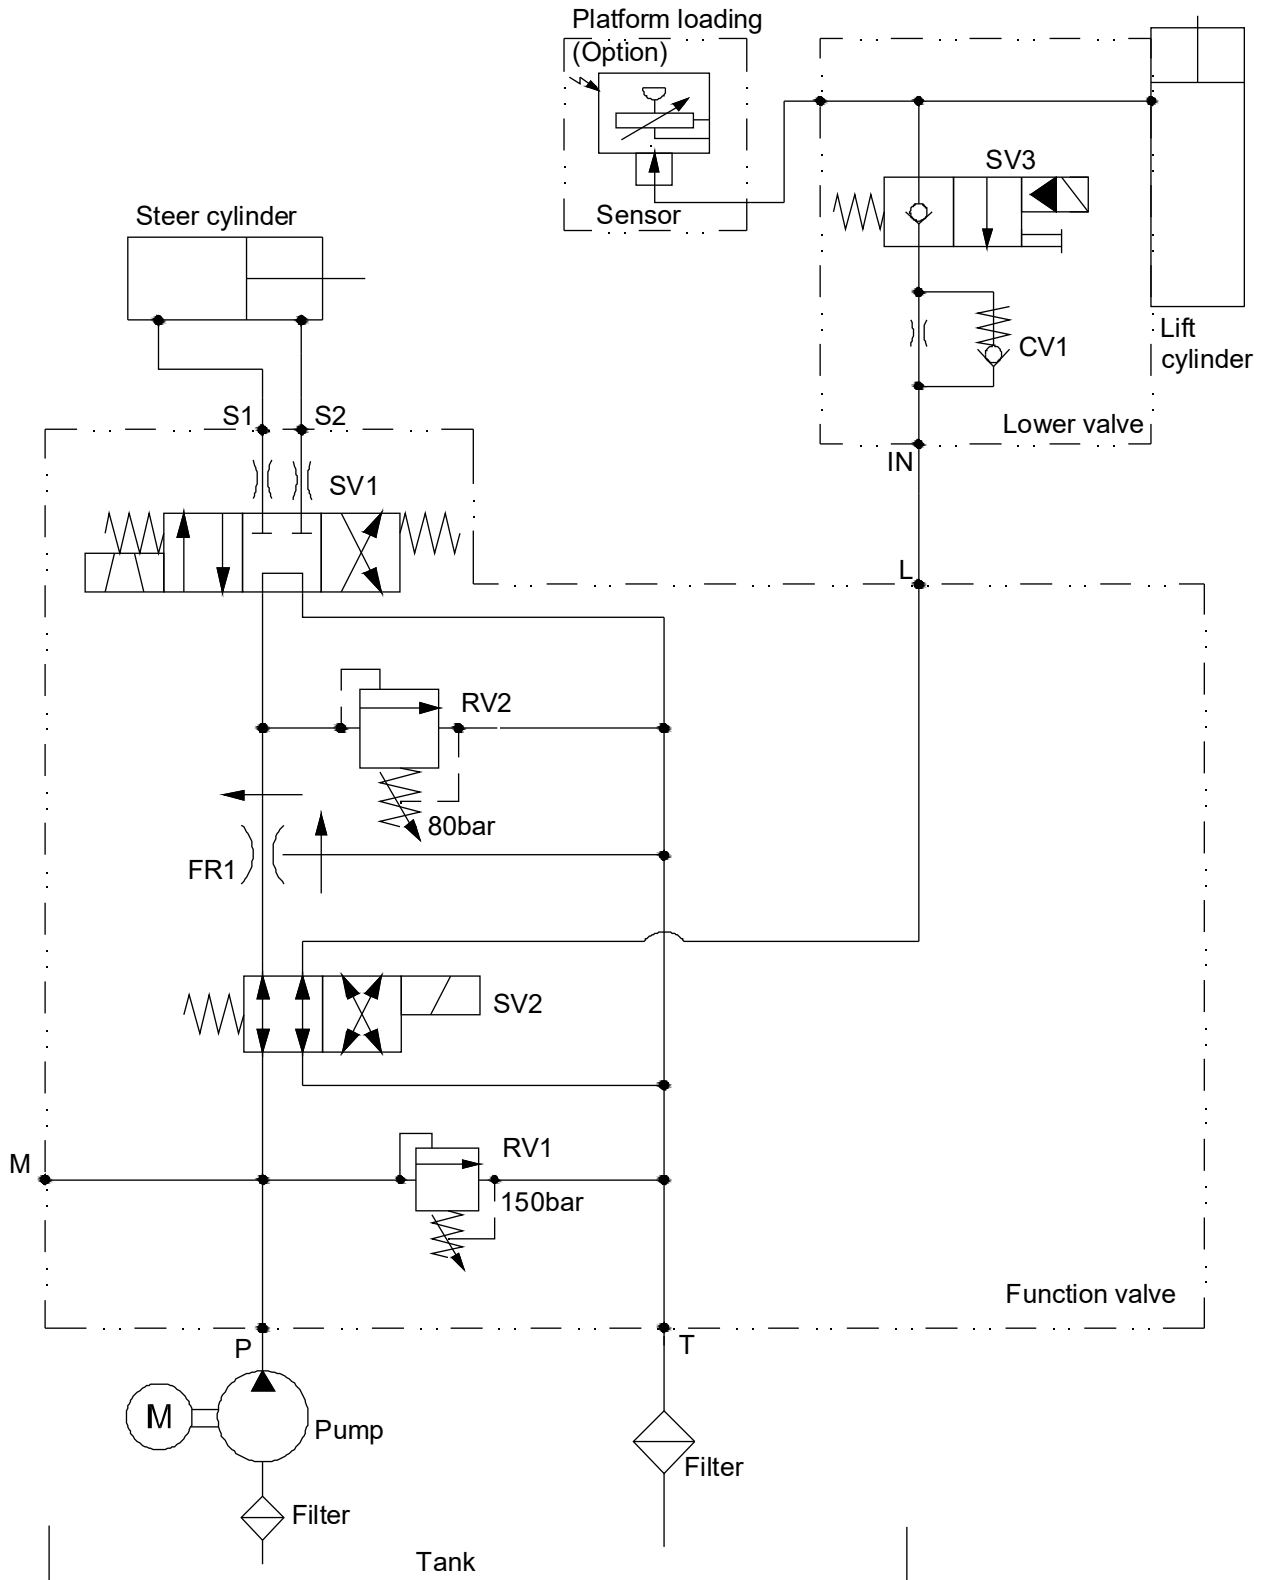 Platform loading
(Option)
SV3
Sensor
Steer cylinder
Lift
cylinder
CV1
S1
S2
Lower valve
IN
SV1
L
RV2
80bar
FR1
SV2
RV1
M
150bar
Function valve
P
T
M
Pump
Filter
Filter
Tank